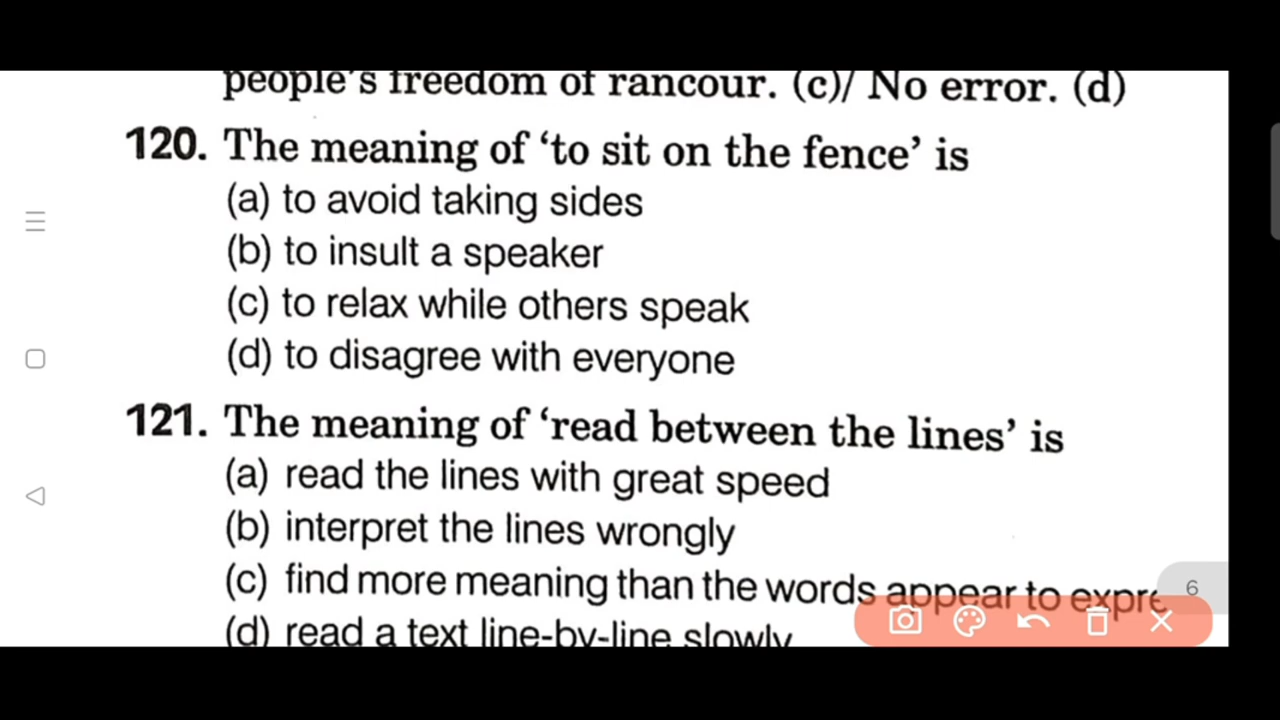 people's freedom of rancour. (c)/ No error. (d)
120. The meaning of ‘to sit on the fence’ is
(a) to avoid taking sides
(b) to insult a speaker
(c) to relax while others speak
(d) to disagree with everyone
121. The meaning of ‘read between the lines’ is
(a) read the lines with great speed
(b) interpret the lines wrongly
(c) find more meaning than the words appear to
6
(d) read a text line-by-line slowly